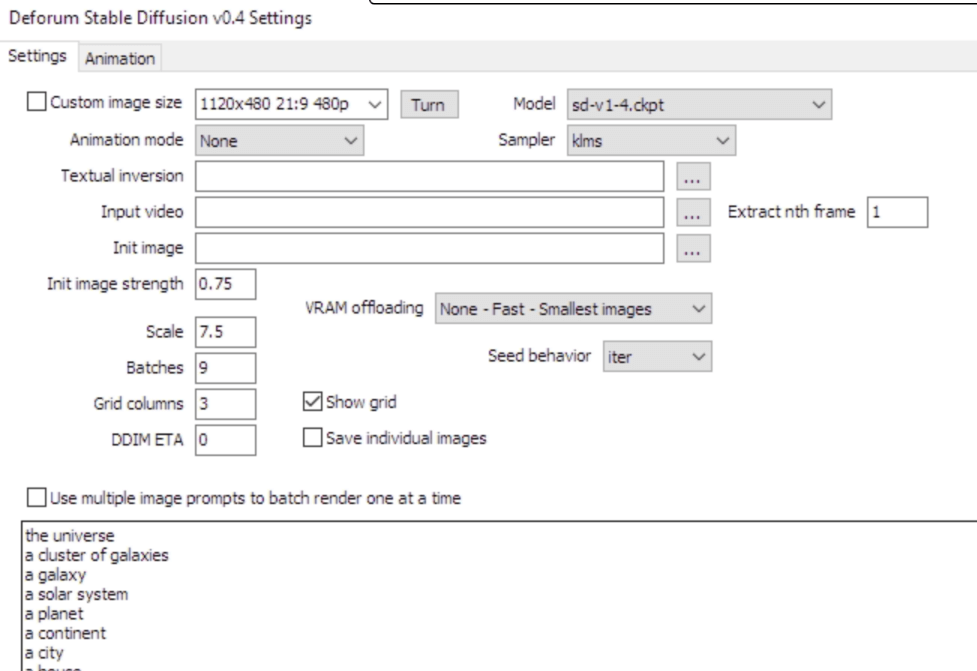 Deforum Stable Diffusion v0.4 Settings
Settings Animation
Custom image size 1120x480 21:9 480p Turn Model sd-v1-4.ckpt
Animation mode None Sampler klms
Textual inversion ...
Input video ... Extract nth frame 1
Init image ...
Init image strength 0.75
VRAM offloading None - Fast - Smallest images
Scale 7.5
Seed behavior iter
Batches 9
Grid columns 3 Show grid
DDIM ETA 0 Save individual images
Use multiple image prompts to batch render one at a time
the universe
a cluster of galaxies
a galaxy
a solar system
a planet
a continent
a city
a house